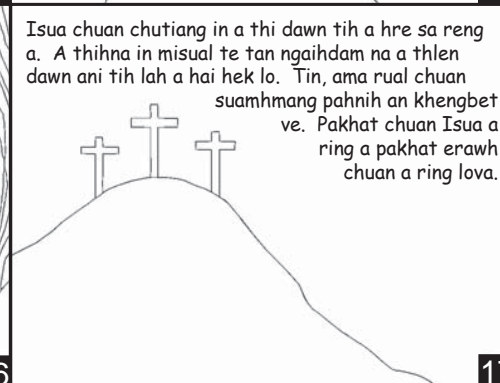 Isua chuan chutiang in a thi dawn tih a hre sa reng
a.  A thihna in misual te tan ngaihdam na a thlen
dawn ani tih lah a hai hek lo.  Tin, ama rual chuan
suamhmang pahnih an khengbet
ve.  Pakhat chuan Isua a
ring a pakhat erawh
chuan a ring lova.